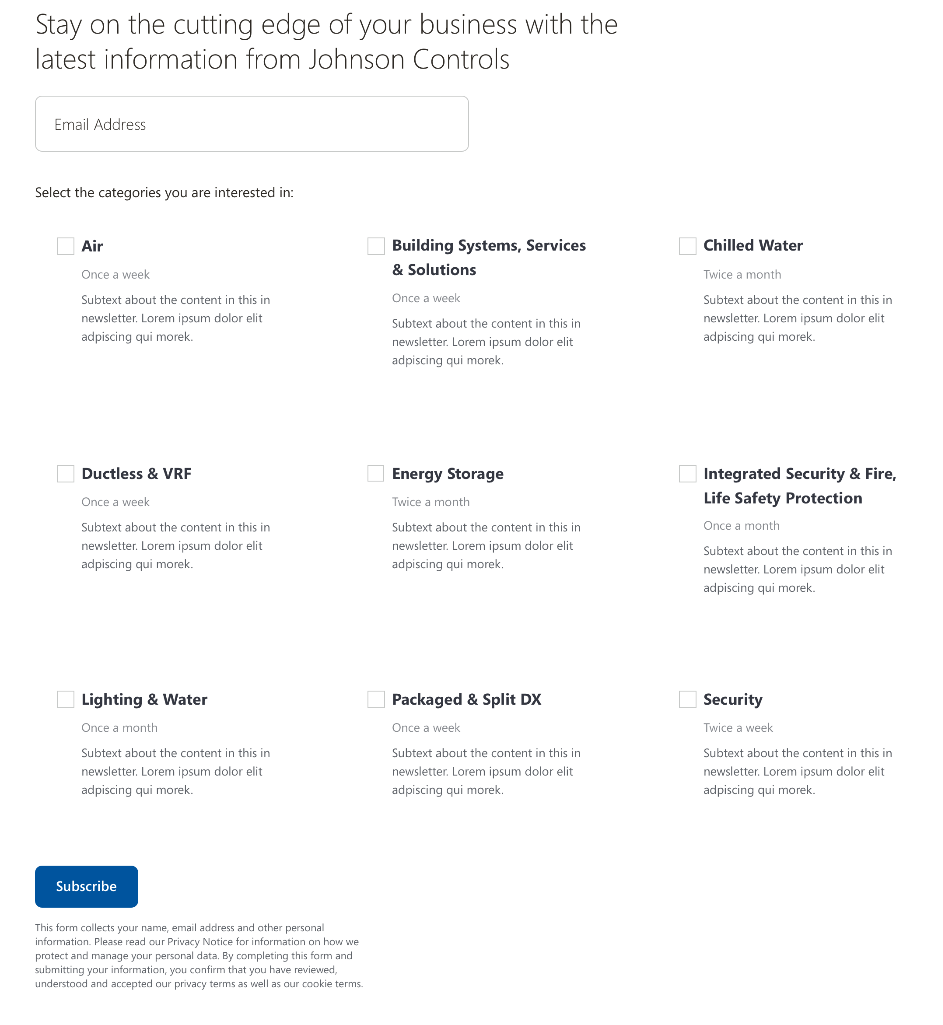 Stay on the cutting edge of your business with the
latest information from Johnson Controls
Email Address
Select the categories you are interested in:
Air
Once a week
Subtext about the content in this in
newsletter. Lorem ipsum dolor elit
adpiscing qui morek.
Building Systems, Services
& Solutions
Once a week
Subtext about the content in this in
newsletter. Lorem ipsum dolor elit
adpiscing qui morek.
Chilled Water
Twice a month
Subtext about the content in this in
newsletter. Lorem ipsum dolor elit
adpiscing qui morek.
Ductless & VRF
Once a week
Subtext about the content in this in
newsletter. Lorem ipsum dolor elit
adpiscing qui morek.
Energy Storage
Twice a month
Subtext about the content in this in
newsletter. Lorem ipsum dolor elit
adpiscing qui morek.
Integrated Security & Fire,
Life Safety Protection
Once a month
Subtext about the content in this in
newsletter. Lorem ipsum dolor elit
adpiscing qui morek.
Lighting & Water
Once a month
Subtext about the content in this in
newsletter. Lorem ipsum dolor elit
adpiscing qui morek.
Packaged & Split DX
Once a week
Subtext about the content in this in
newsletter. Lorem ipsum dolor elit
adpiscing qui morek.
Security
Twice a week
Subtext about the content in this in
newsletter. Lorem ipsum dolor elit
adpiscing qui morek.
Subscribe
This form collects your name, email address and other personal
information. Please read our Privacy Notice for information on how we
protect and manage your personal data. By completing this form and
submitting your information, you confirm that you have reviewed,
understood and accepted our privacy terms as well as our cookie terms.